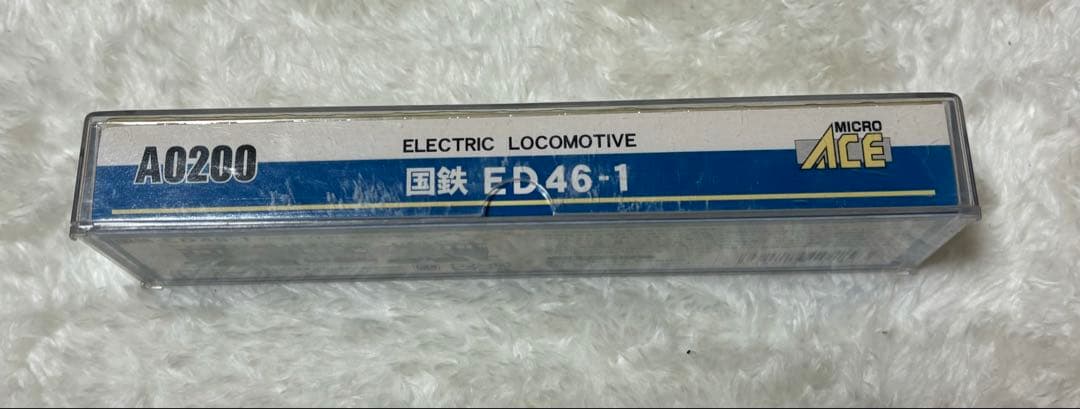 A0200
ELECTRIC LOCOMOTIVE
国鉄 ED46-1
MICRO
ACE